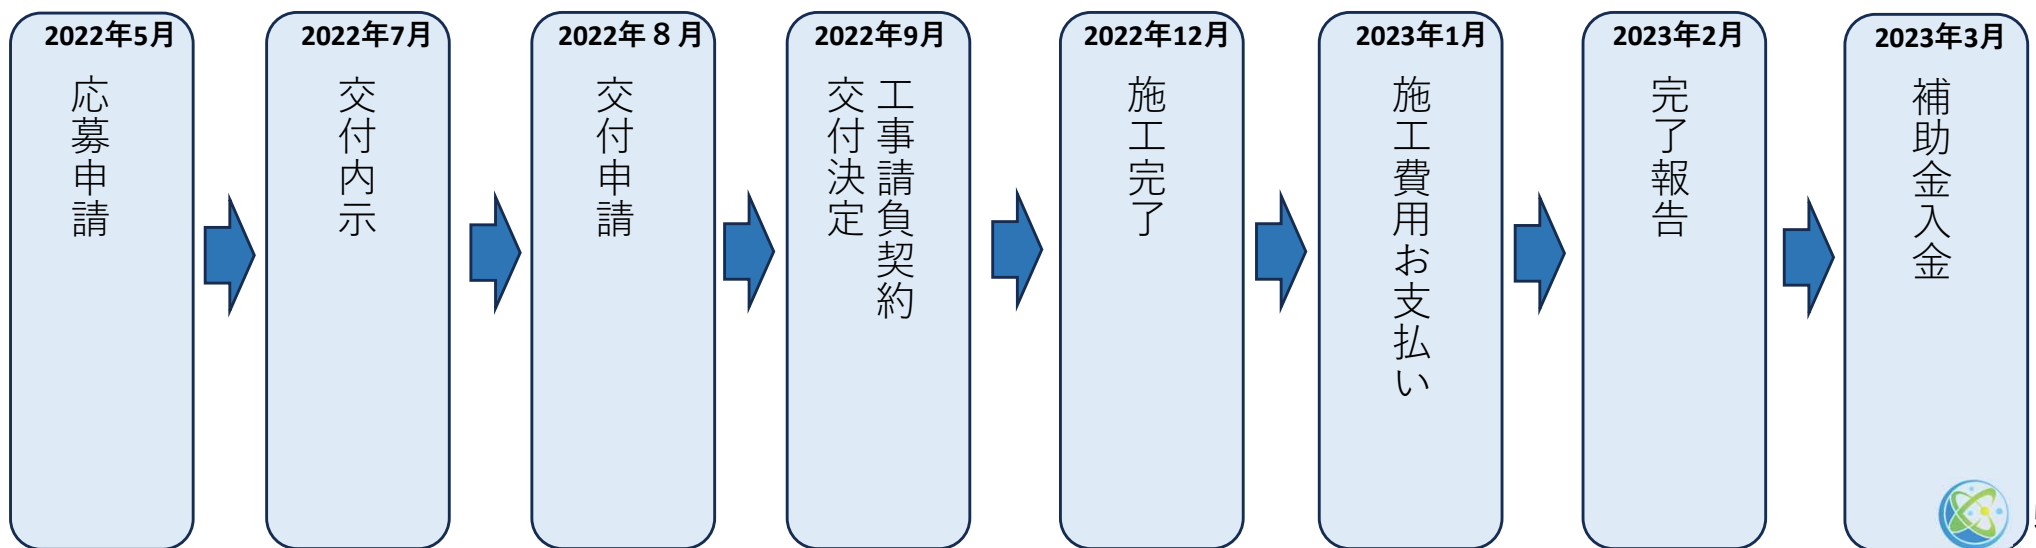 2022年5月
応募申請
2022年7月
交付内示
2022年８月
交付申請
2022年9月
工事請負契約
交付決定
2022年12月
施工完了
2023年1月
施工費用お支払い
2023年2月
完了報告
2023年3月
補助金入金